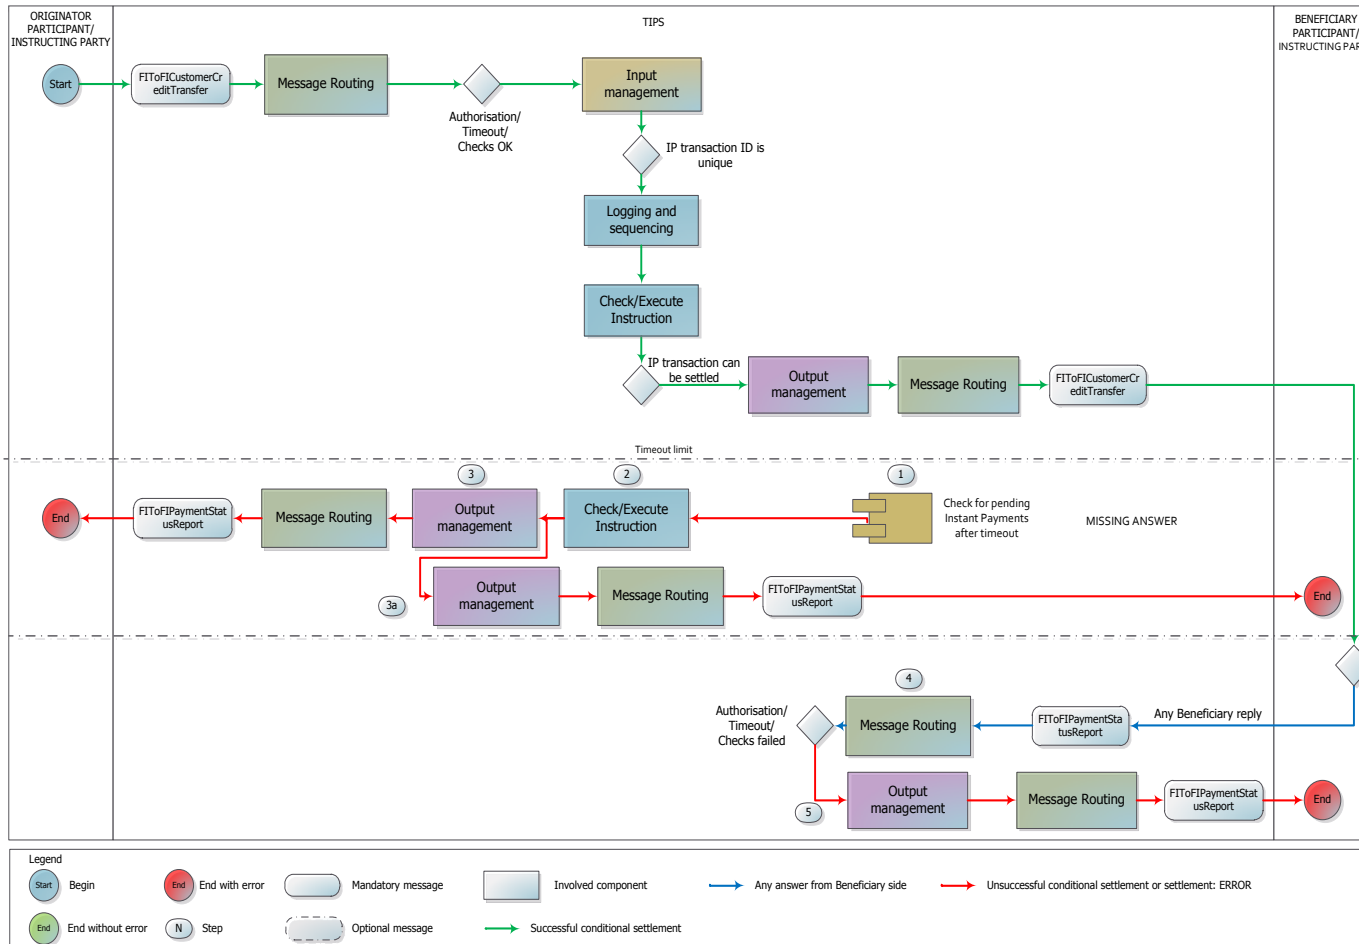 ORIGINATOR
PARTICIPANT/
INSTRUCTING PARTY
TIPS
BENEFICIARY
PARTICIPANT/
INSTRUCTING PAR
Start
FIToFICustomerCr
editTransfer
Message Routing
Authorisation/
Timeout/
Checks OK
Input
management
IP transaction ID is
unique
Logging and
sequencing
Check/Execute
Instruction
IP transaction can
be settled
Output
management
Message Routing
FIToFICustomerCr
editTransfer
Timeout limit
3
2
1
End
FIToFIPaymentStat
usReport
Message Routing
Output
management
Check/Execute
Instruction
Check for pending
Instant Payments
after timeout
MISSING ANSWER
3a
Output
management
Message Routing
FIToFIPaymentStat
usReport
End
4
Authorisation/
Timeout/
Checks failed
Message Routing
FIToFIPaymentSta
tusReport
Any Beneficiary reply
5
Output
management
Message Routing
FIToFIPaymentStat
usReport
End
Legend
Start
Begin
End
End with error
Mandatory message
Involved component
Any answer from Beneficiary side
Unsuccessful conditional settlement or settlement: ERROR
End
End without error
N
Step
Optional message
Successful conditional settlement